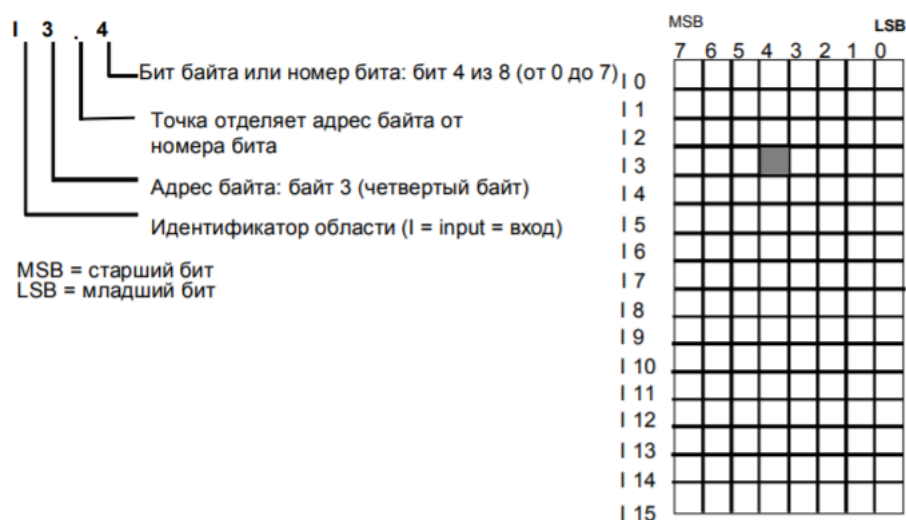 I 3 . 4
Бит байта или номер бита: бит 4 из 8 (от 0 до 7)
Точка отделяет адрес байта от
номера бита
Адрес байта: байт 3 (четвертый байт)
Идентификатор области (I = input = вход)
MSB = старший бит
LSB = младший бит
MSB LSB
7 6 5 4 3 2 1 0
I 0
I 1
I 2
I 3
I 4
I 5
I 6
I 7
I 8
I 9
I 10
I 11
I 12
I 13
I 14
I 15